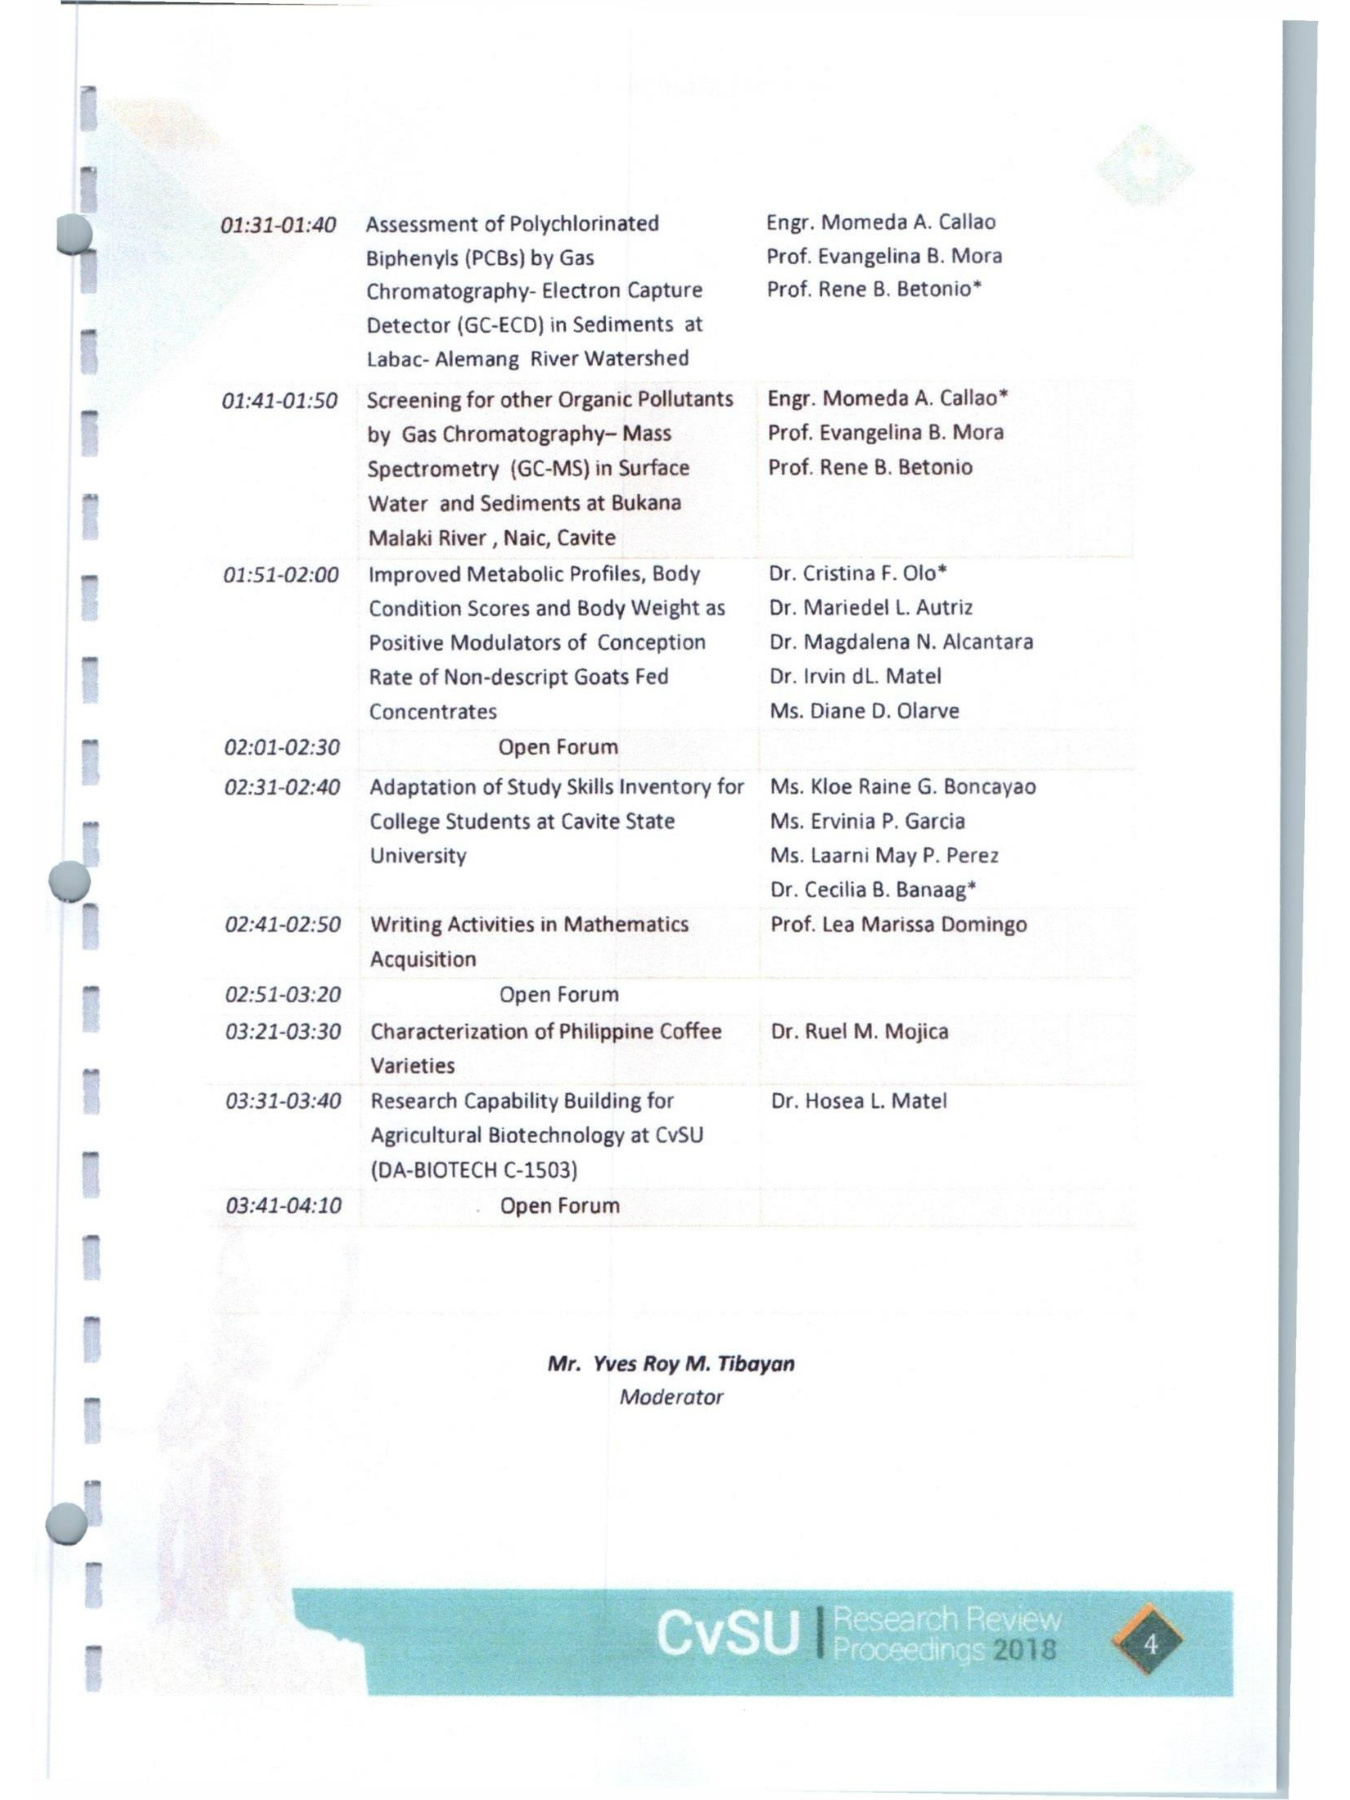 01:31-01:40 Assessment of Polychlorinated Engr. Momeda A. Callao
Biphenyls (PCBs) by Gas Prof. Evangelina B. Mora
Chromatography- Electron Capture Prof. Rene B. Betonio*
Detector (GC-ECD) in Sediments at
Labac- Alemang River Watershed
01:41-01:50 Screening for other Organic Pollutants Engr. Momeda A. Callao*
by Gas Chromatography– Mass Prof. Evangelina B. Mora
Spectrometry (GC-MS) in Surface Prof. Rene B. Betonio
Water and Sediments at Bukana
Malaki River , Naic, Cavite
01:51-02:00 Improved Metabolic Profiles, Body Dr. Cristina F. Olo*
Condition Scores and Body Weight as Dr. Mariedel L. Autriz
Positive Modulators of Conception Dr. Magdalena N. Alcantara
Rate of Non-descript Goats Fed Dr. Irvin dL. Matel
Concentrates Ms. Diane D. Olarve
02:01-02:30 Open Forum
02:31-02:40 Adaptation of Study Skills Inventory for Ms. Kloe Raine G. Boncayao
College Students at Cavite State Ms. Ervinia P. Garcia
University Ms. Laarni May P. Perez
Dr. Cecilia B. Banaag*
02:41-02:50 Writing Activities in Mathematics Prof. Lea Marissa Domingo
Acquisition
02:51-03:20 Open Forum
03:21-03:30 Characterization of Philippine Coffee Dr. Ruel M. Mojica
Varieties
03:31-03:40 Research Capability Building for Dr. Hosea L. Matel
Agricultural Biotechnology at CvSU
(DA-BIOTECH C-1503)
03:41-04:10 Open Forum
Mr. Yves Roy M. Tibayan
Moderator
CvSU | Research Review
Proceedings 2018
4